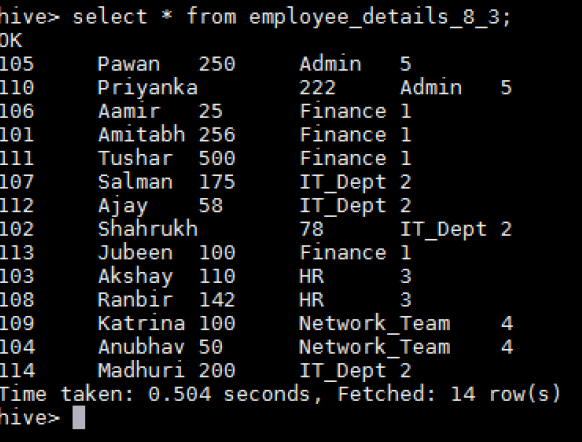 hive> select * from employee_details_8_3;
OK
105 Pawan 250 Admin 5
110 Priyanka 222 Admin 5
106 Aamir 25 Finance 1
101 Amitabh 256 Finance 1
111 Tushar 500 Finance 1
107 Salman 175 IT_Dept 2
112 Ajay 58 IT_Dept 2
102 Shahrukh 78 IT_Dept 2
113 Jubeen 100 Finance 1
103 Akshay 110 HR 3
108 Ranbir 142 HR 3
109 Katrina 100 Network_Team 4
104 Anubhav 50 Network_Team 4
114 Madhuri 200 IT_Dept 2
Time taken: 0.504 seconds, Fetched: 14 row(s)
hive>